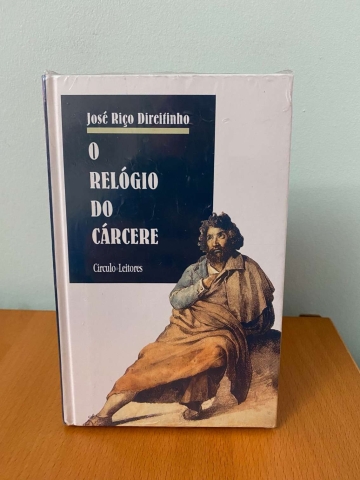 José Riço Direitinho
O
RELÓGIO
DO
CÁRCERE
Círculo-Leitores